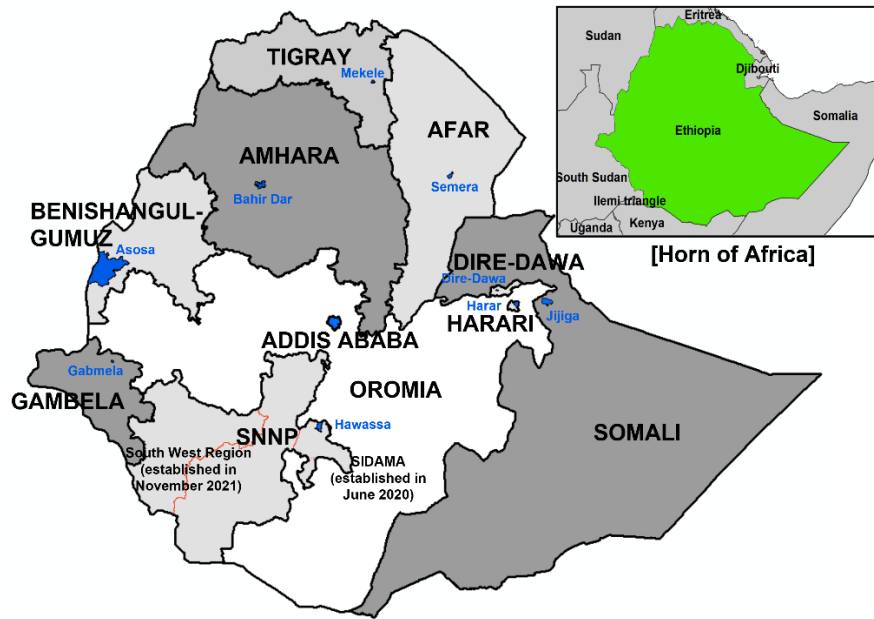 TIGRAY
Mekele
AFAR
AMHARA
Semera
Bahir Dar
BENISHANGUL-
GUMUZ
Asosa
DIRE-DAWA
Dire-Dawa
Harar
HARARI
Jijiga
ADDIS ABABA
Gabmela
GAMBELA
OROMIA
SNNP
Hawassa
SOMALI
South West Region
(established in
November 2021)
SIDAMA
(established in
June 2020)
Eritrea
Sudan
Djibouti
Somalia
Ethiopia
South Sudan
Ilemi triangle
Uganda
Kenya
[Horn of Africa]